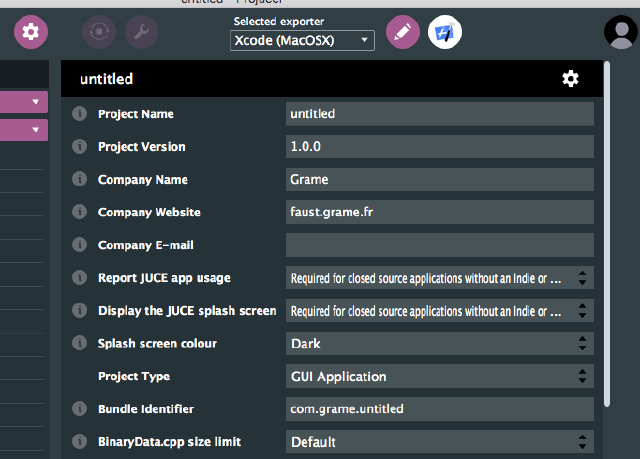 untitled - Projucer
Selected exporter
Xcode (MacOSX)
untitled
Project Name
untitled
Project Version
1.0.0
Company Name
Grame
Company Website
faust.grame.fr
Company E-mail
Report JUCE app usage
Required for closed source applications without an Indie or ...
Display the JUCE splash screen
Required for closed source applications without an Indie or ...
Splash screen colour
Dark
Project Type
GUI Application
Bundle Identifier
com.grame.untitled
BinaryData.cpp size limit
Default